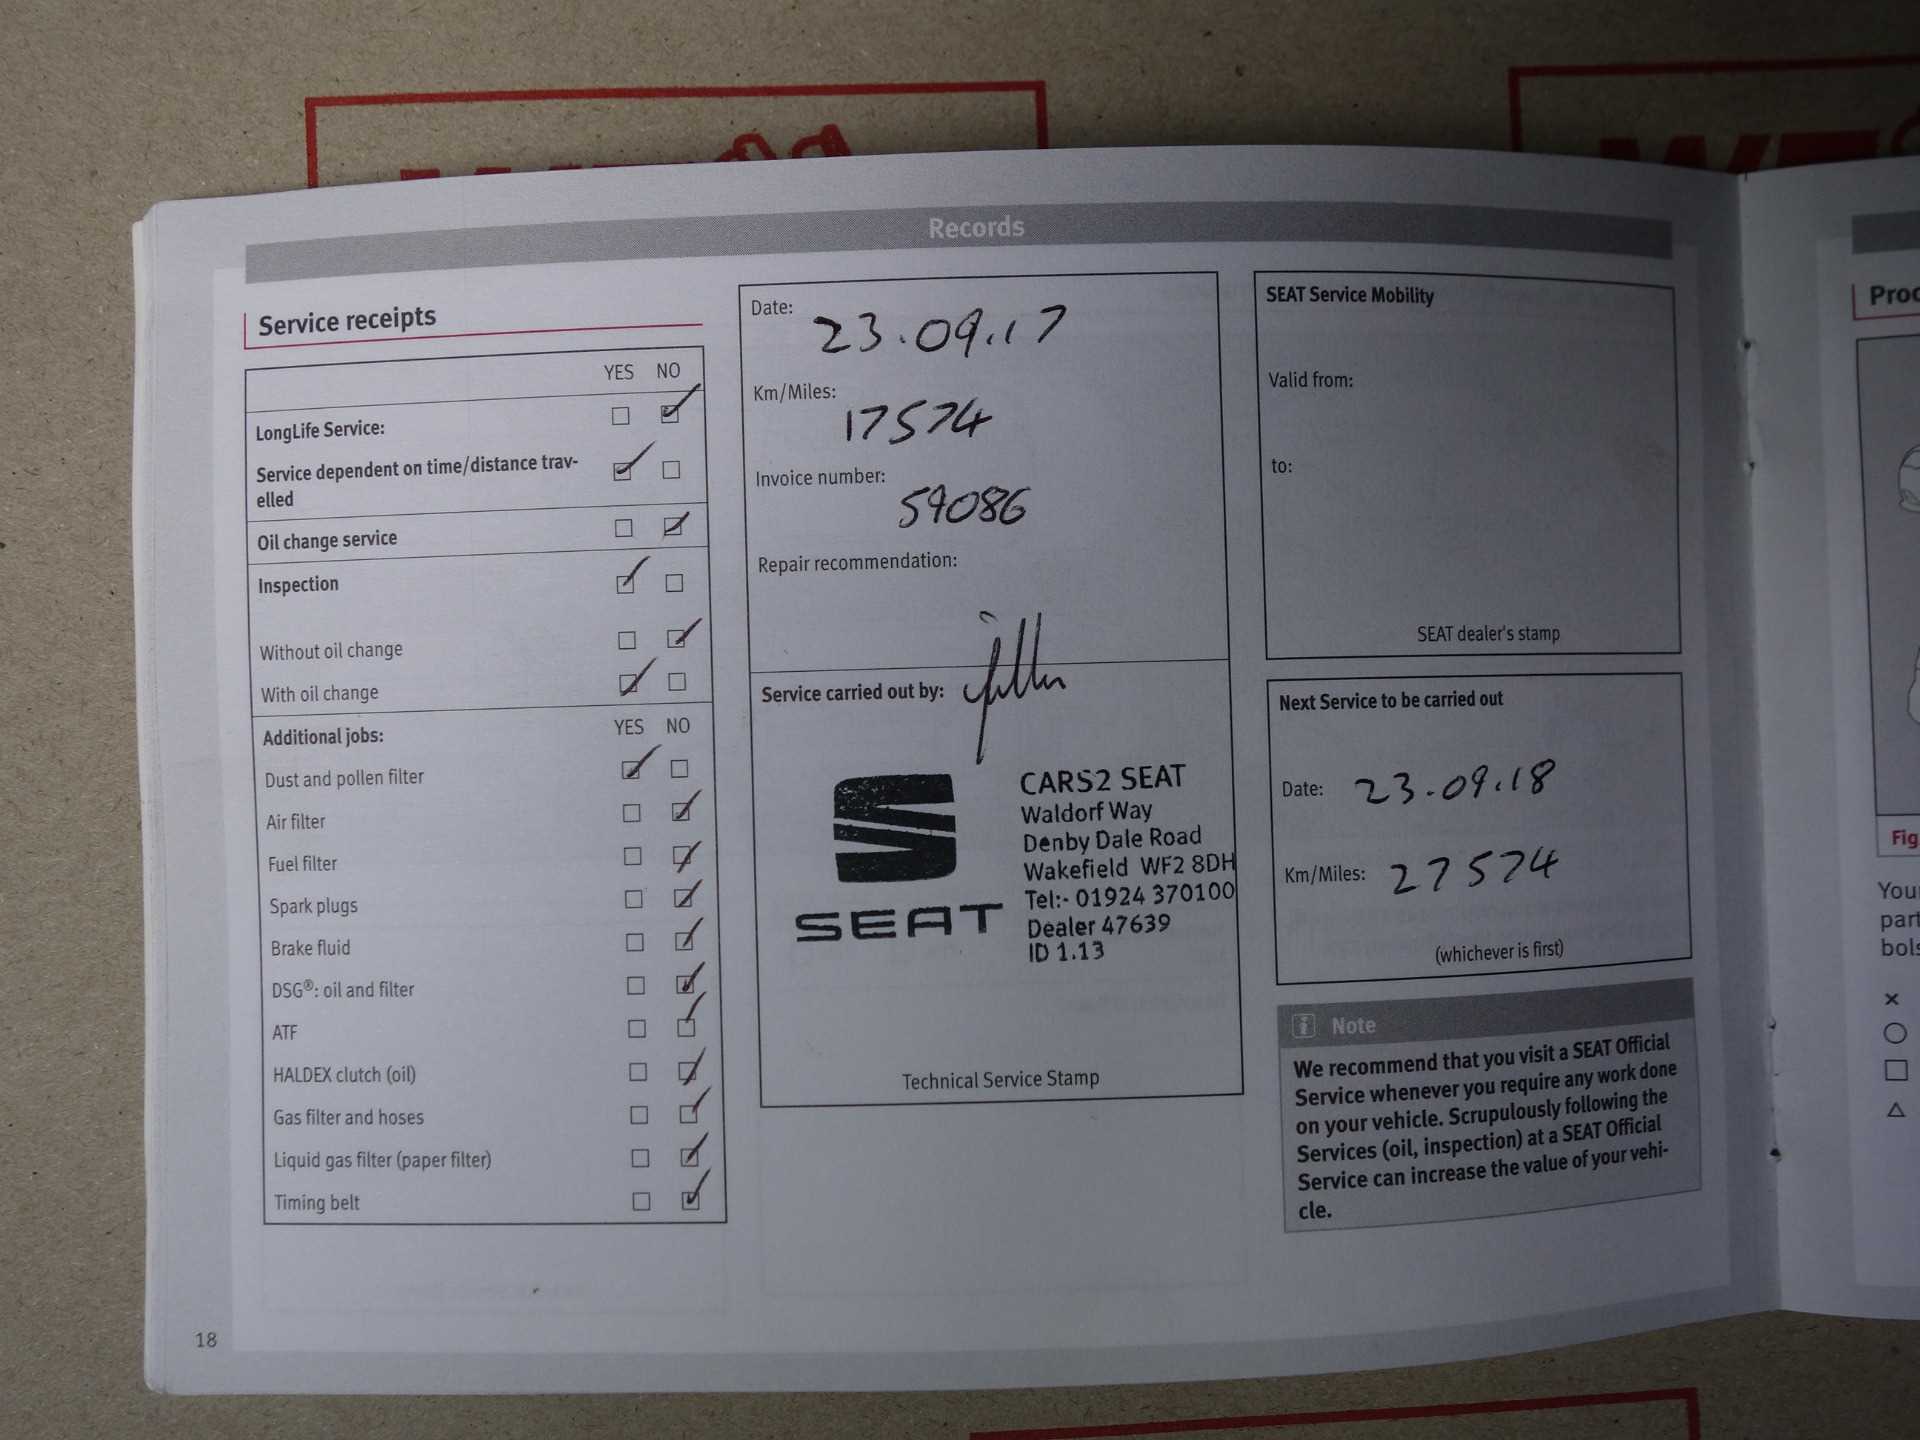 Records
Service receipts
YES NO
LongLife Service:
Service dependent on time/distance trav-
elled
Oil change service
Inspection
Without oil change
With oil change
Additional jobs: YES NO
Dust and pollen filter
Air filter
Fuel filter
Spark plugs
Brake fluid
DSG®: oil and filter
ATF
HALDEX clutch (oil)
Gas filter and hoses
Liquid gas filter (paper filter)
Timing belt
18
Date: 23.09.17
Km/Miles:
17574
Invoice number:
59086
Repair recommendation:
Service carried out by:
SEAT
CARS2 SEAT
Waldorf Way
Denby Dale Road
Wakefield WF2 8DH
Tel:- 01924 370100
Dealer 47639
ID 1.13
Technical Service Stamp
SEAT Service Mobility
Valid from:
to:
SEAT dealer's stamp
Next Service to be carried out
Date: 23.09.18
Km/Miles: 27574
(whichever is first)
Note
We recommend that you visit a SEAT Official
Service whenever you require any work done
on your vehicle. Scrupulously following the
Services (oil, inspection) at a SEAT Official
Service can increase the value of your vehi-
cle.
Fig
part